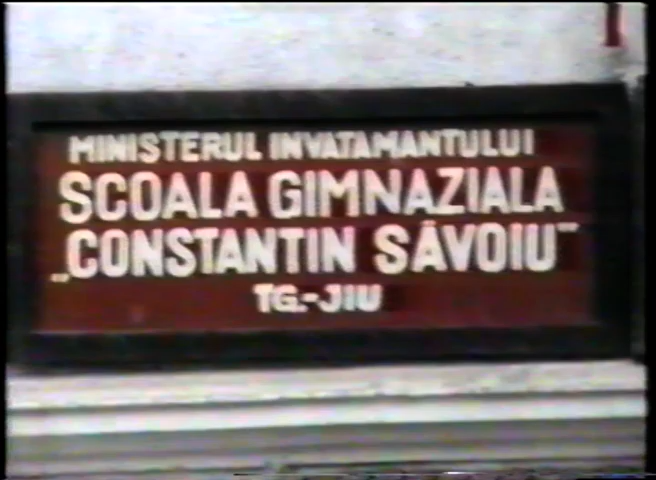 MINISTERUL INVATAMANTULUI
SCOALA GIMNAZIALA
„CONSTANTIN SĂVOIU”
TG.-JIU